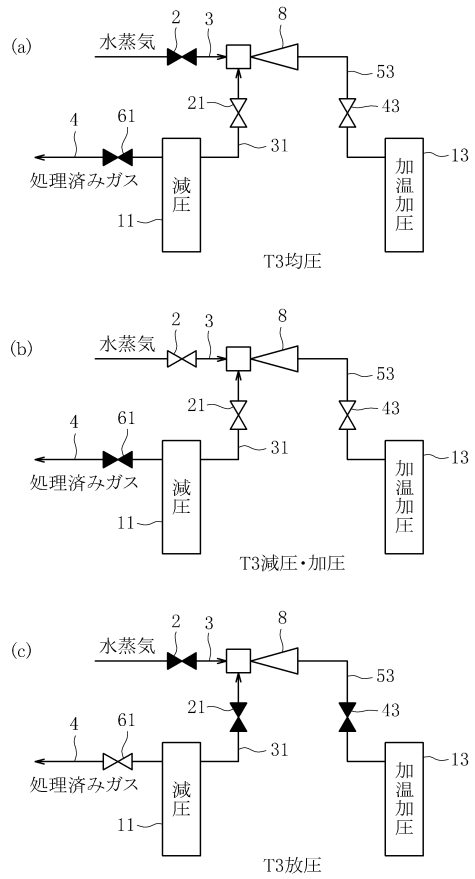 (a)
水蒸気
2
3
8
53
21
43
4
61
31
13
処理済みガス
11
減圧
加温加圧
T3均圧
(b)
水蒸気
2
3
8
53
21
43
4
61
31
13
処理済みガス
11
減圧
加温加圧
T3減圧・加圧
(c)
水蒸気
2
3
8
53
21
43
4
61
31
13
処理済みガス
11
減圧
加温加圧
T3放圧